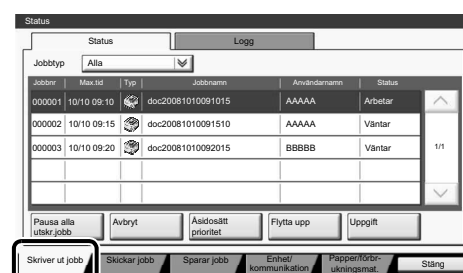 Status
Status Logg
Jobbtyp Alla
Jobbnr Max.tid Typ Jobbnamn Användarnamn Status
000001 10/10 09:10 doc20081010091015 AAAAA Arbetar
000002 10/10 09:15 doc20081010091510 AAAAA Väntar
1/1
000003 10/10 09:20 doc20081010092015 BBBBB Väntar
Pausa alla
utskr.jobb
Avbryt
Åsidosätt
prioritet
Flytta upp
Uppgift
Skriver ut jobb
Skickar jobb
Sparar jobb
Enhet/
kommunikation
Papper/förbr-
ukningsmat.
Stäng